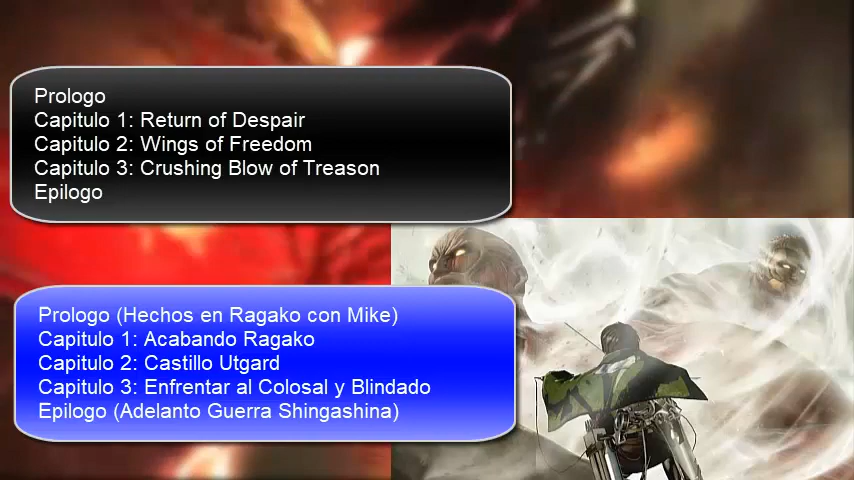 Prologo
Capitulo 1: Return of Despair
Capitulo 2: Wings of Freedom
Capitulo 3: Crushing Blow of Treason
Epilogo
Prologo (Hechos en Ragako con Mike)
Capitulo 1: Acabando Ragako
Capitulo 2: Castillo Utgard
Capitulo 3: Enfrentar al Colosal y Blindado
Epilogo (Adelanto Guerra Shingashina)